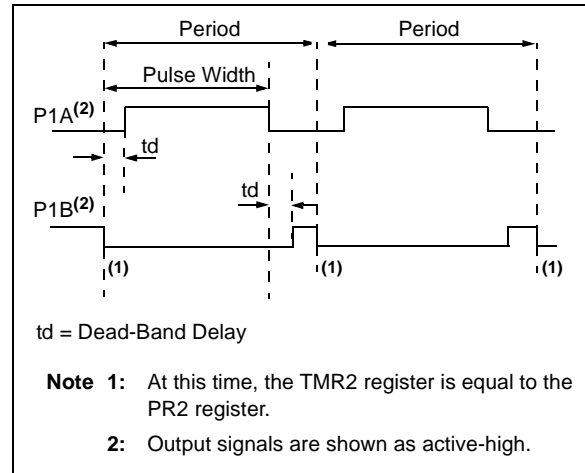 Period
Period
Pulse Width
P1A(2)
td
td
P1B(2)
(1)
(1)
(1)
td = Dead-Band Delay
Note 1: At this time, the TMR2 register is equal to the
PR2 register.
2: Output signals are shown as active-high.